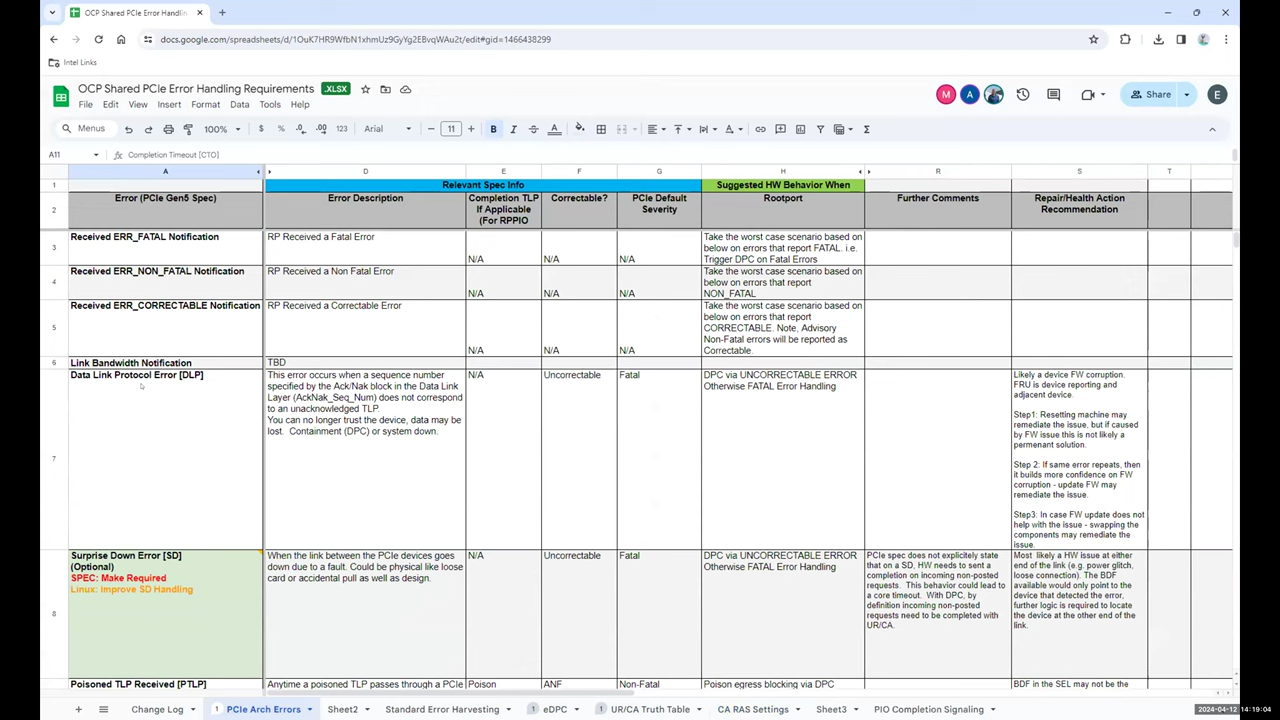 OCP Shared PCIe Error Handlin
docs.google.com/spreadsheets/d/1OuK7HR9WfbN1xhmUz9GyYg2EBvqWAu2t/edit#gid=1466438299
Intel Links
OCP Shared PCIe Error Handling Requirements
.XLSX
File Edit View Insert Format Data Tools Help
M A
Share
E
Menus
100%
$ % .0 .00 123
Arial
11
B I
A11
Completion Timeout [CTO]
A D E F G H R S T
1
Relevant Spec Info
Suggested HW Behavior When
2
Error (PCIe Gen5 Spec)
Error Description
Completion TLP
If Applicable
(For RPPIO
Correctable?
PCIe Default
Severity
Rootport
Further Comments
Repair/Health Action
Recommendation
3
Received ERR_FATAL Notification
RP Received a Fatal Error
N/A
N/A
N/A
Take the worst case scenario based on
below on errors that report FATAL. i.e.
Trigger DPC on Fatal Errors
4
Received ERR_NON_FATAL Notification
RP Received a Non Fatal Error
N/A
N/A
N/A
Take the worst case scenario based on
below on errors that report
NON_FATAL
5
Received ERR_CORRECTABLE Notification
RP Received a Correctable Error
N/A
N/A
N/A
Take the worst case scenario based on
below on errors that report
CORRECTABLE. Note, Advisory
Non-Fatal errors will be reported as
Correctable.
6
Link Bandwidth Notification
TBD
7
Data Link Protocol Error [DLP]
This error occurs when a sequence number
specified by the Ack/Nak block in the Data Link
Layer (AckNak_Seq_Num) does not correspond
to an unacknowledged TLP.
You can no longer trust the device, data may be
lost. Containment (DPC) or system down.
N/A
Uncorrectable
Fatal
DPC via UNCORRECTABLE ERROR
Otherwise FATAL Error Handling
Likely a device FW corruption.
FRU is device reporting and
adjacent device.
Step1: Resetting machine may
remediate the issue, but if caused
by FW issue this is not likely a
permenant solution.
Step 2: If same error repeats, then
it builds more confidence on FW
corruption - update FW may
remediate the issue.
Step3: In case FW update does not
help with the issue - swapping the
components may remediate the
issue.
8
Surprise Down Error [SD]
(Optional)
SPEC: Make Required
Linux: Improve SD Handling
When the link between the PCIe devices goes
down due to a fault. Could be physical like loose
card or accidental pull as well as design.
N/A
Uncorrectable
Fatal
DPC via UNCORRECTABLE ERROR
Otherwise FATAL Error Handling
PCIe spec does not explicitely state
that on a SD, HW needs to sent a
completion on incoming non-posted
requests. This behavior could lead to
a core timeout. With DPC, by
definition incoming non-posted
requests need to be completed with
UR/CA.
Most likely a HW issue at either
end of the link (e.g. power glitch,
loose connection). The BDF
available would only point to the
device that detected the error,
further logic is required to locate
the device at the other end of the
link.
Poisoned TLP Received [PTLP]
Anytime a poisoned TLP passes through a PCIe
Poison
ANF
Non-Fatal
Poison egress blocking via DPC
BDF in the SEL may not be the
Change Log
1 PCIe Arch Errors
Sheet2
Standard Error Harvesting
1 eDPC
2 UR/CA Truth Table
CA RAS Settings
Sheet3
PIO Completion Signaling
2024-04-12 14:19:04